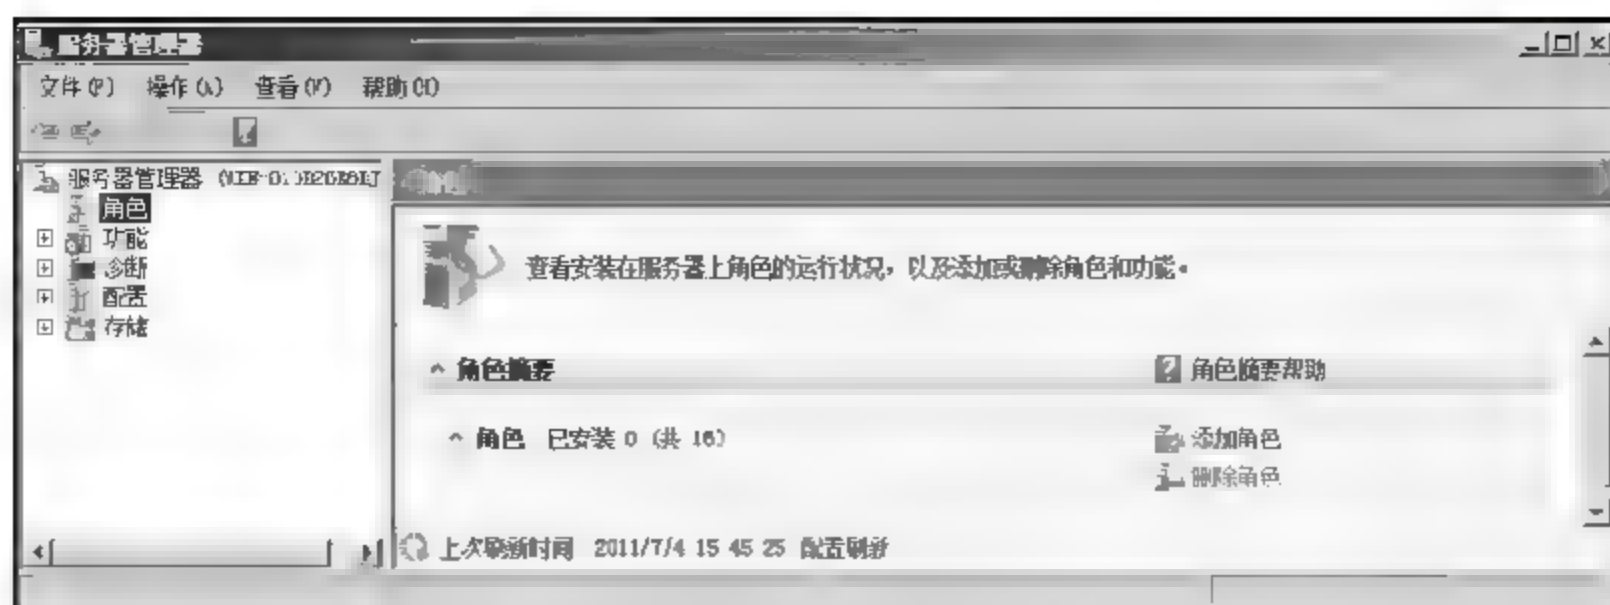 服务器管理器
文件(F) 操作(A) 查看(V) 帮助(H)
服务器管理器
角色
角色
功能
诊断
配置
存储
查看安装在服务器上角色的运行状况，以及添加或删除角色和功能。
角色摘要 角色摘要帮助
角色 已安装 0 (共 16) 添加角色
删除角色
上次刷新时间 2011/7/4 15 45 25 配置刷新